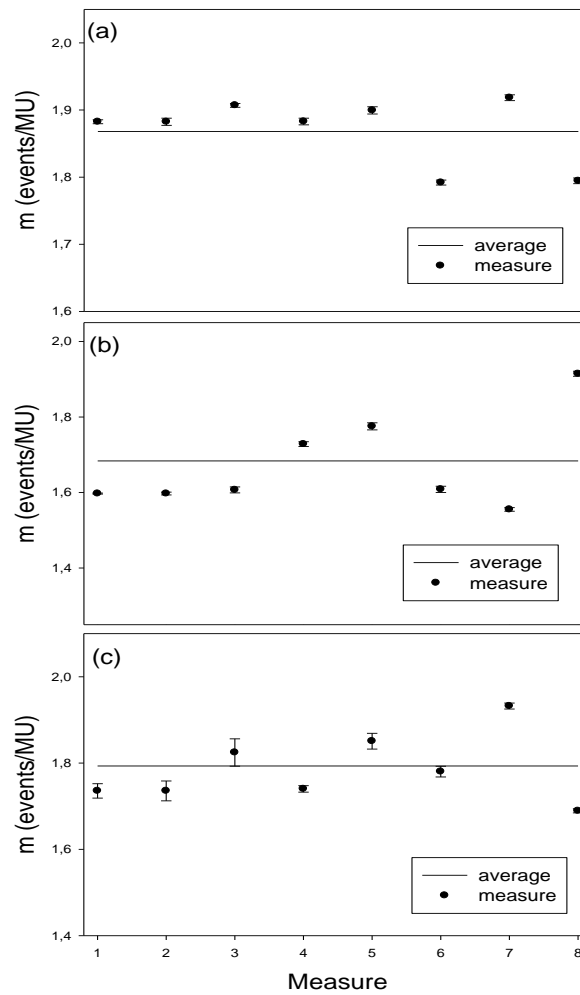 (a)
2,0
1,9
1,8
1,7
1,6
m (events/MU)
average
measure
(b)
2,0
1,8
1,6
1,4
m (events/MU)
average
measure
(c)
2,0
1,8
1,6
1,4
m (events/MU)
average
measure
1 2 3 4 5 6 7 8
Measure